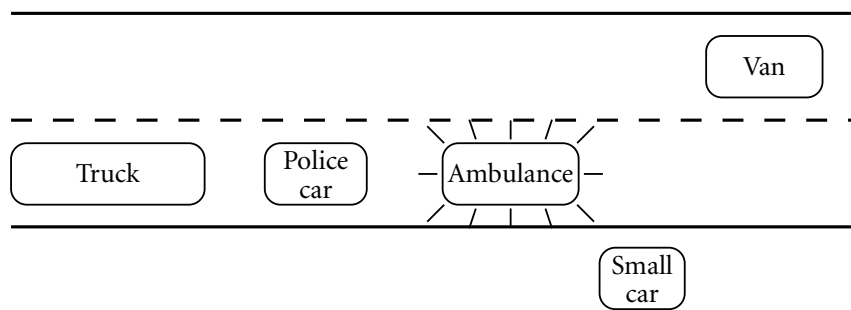 Van
Truck
Police
car
Ambulance
Small
car